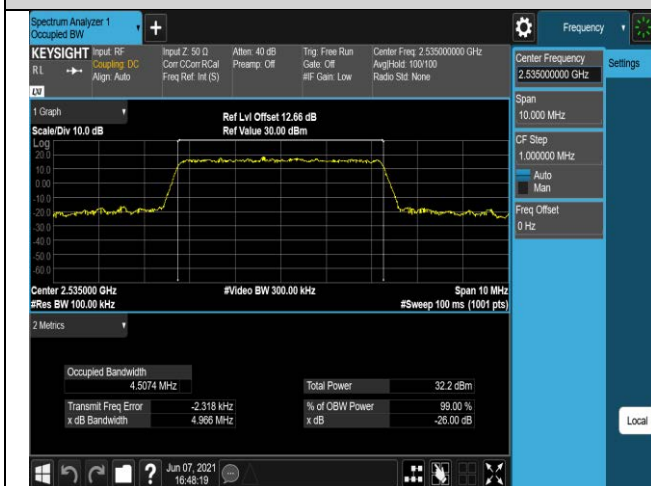 Spectrum Analyzer 1
Occupied BW
+
Frequency
KEYSIGHT
Input: RF
Coupling: DC
Align: Auto
Input Z: 50 Ω
Corr CCorr RCal
Freq Ref: Int (S)
Atten: 40 dB
Preamp: Off
Trig: Free Run
Gate: Off
#IF Gain: Low
Center Freq: 2.535000000 GHz
Avg|Hold: 100/100
Radio Std: None
RL
LXI
Center Frequency
2.535000000 GHz
Settings
Span
10.000 MHz
CF Step
1.000000 MHz
Auto
Man
Freq Offset
0 Hz
Local
1 Graph
Scale/Div 10.0 dB
Ref Lvl Offset 12.66 dB
Ref Value 30.00 dBm
Log
20.0
10.0
0.00
-10.0
-20.0
-30.0
-40.0
-50.0
-60.0
Center 2.535000 GHz
#Res BW 100.00 kHz
#Video BW 300.00 kHz
Span 10 MHz
#Sweep 100 ms (1001 pts)
2 Metrics
Occupied Bandwidth
4.5074 MHz
Total Power 32.2 dBm
Transmit Freq Error -2.318 kHz
% of OBW Power 99.00 %
x dB Bandwidth 4.966 MHz
x dB -26.00 dB
?
Jun 07, 2021
16:48:19